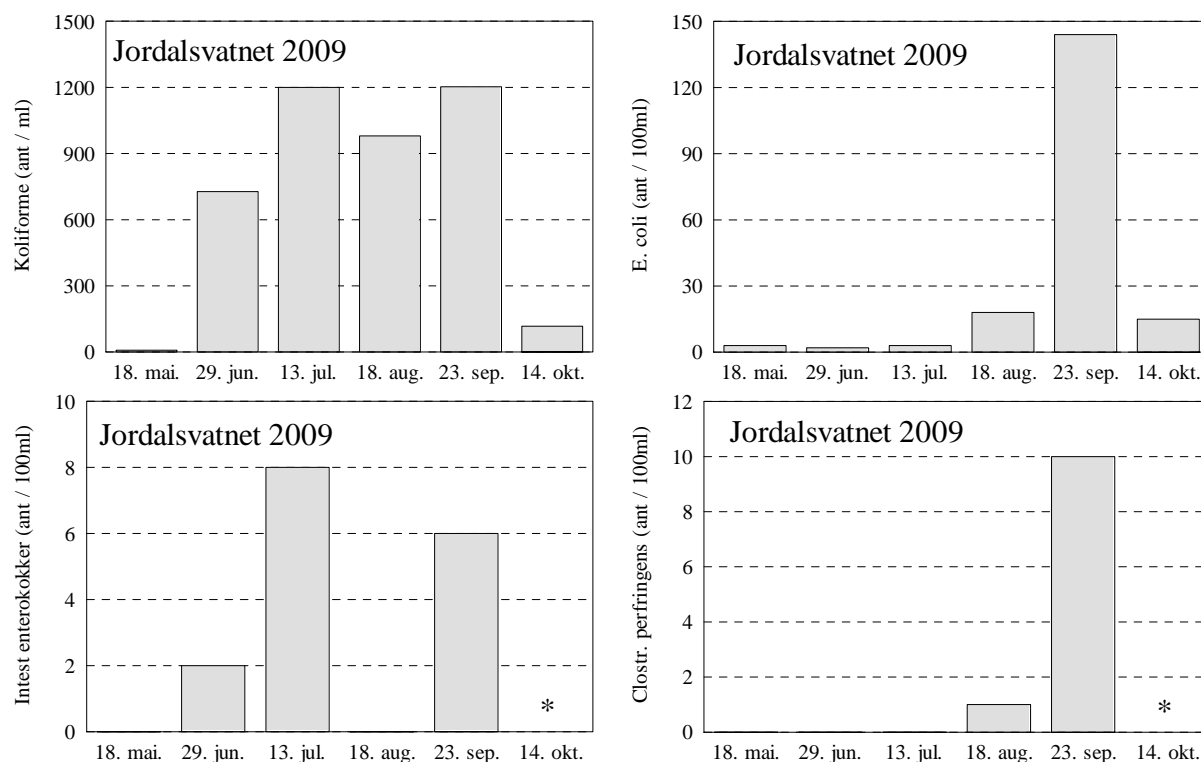 Jordalsvatnet 2009
Koliforme (ant / ml)
1500
1200
900
600
300
0
18. mai. 29. jun. 13. jul. 18. aug. 23. sep. 14. okt.
Jordalsvatnet 2009
E. coli (ant / 100ml)
150
120
90
60
30
0
18. mai. 29. jun. 13. jul. 18. aug. 23. sep. 14. okt.
Jordalsvatnet 2009
Intest enterokokker (ant / 100ml)
10
8
6
4
2
0
*
18. mai. 29. jun. 13. jul. 18. aug. 23. sep. 14. okt.
Jordalsvatnet 2009
Clostr. perfringens (ant / 100ml)
12
10
8
6
4
2
0
*
18. mai. 29. jun. 13. jul. 18. aug. 23. sep. 14. okt.